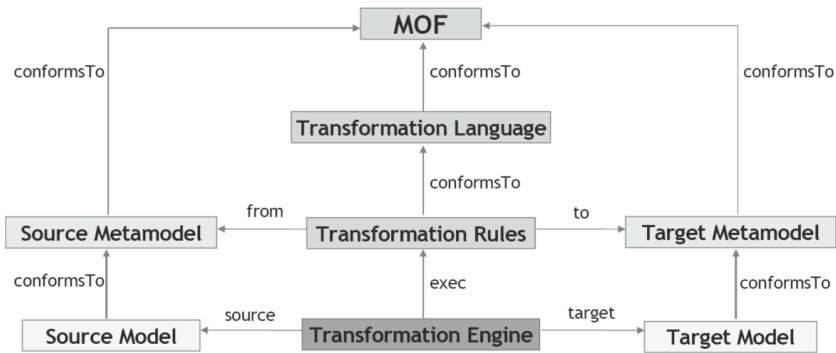 MOF
conformsTo
conformsTo
conformsTo
Transformation Language
conformsTo
from
to
Source Metamodel
Transformation Rules
Target Metamodel
conformsTo
exec
conformsTo
source
target
Source Model
Transformation Engine
Target Model